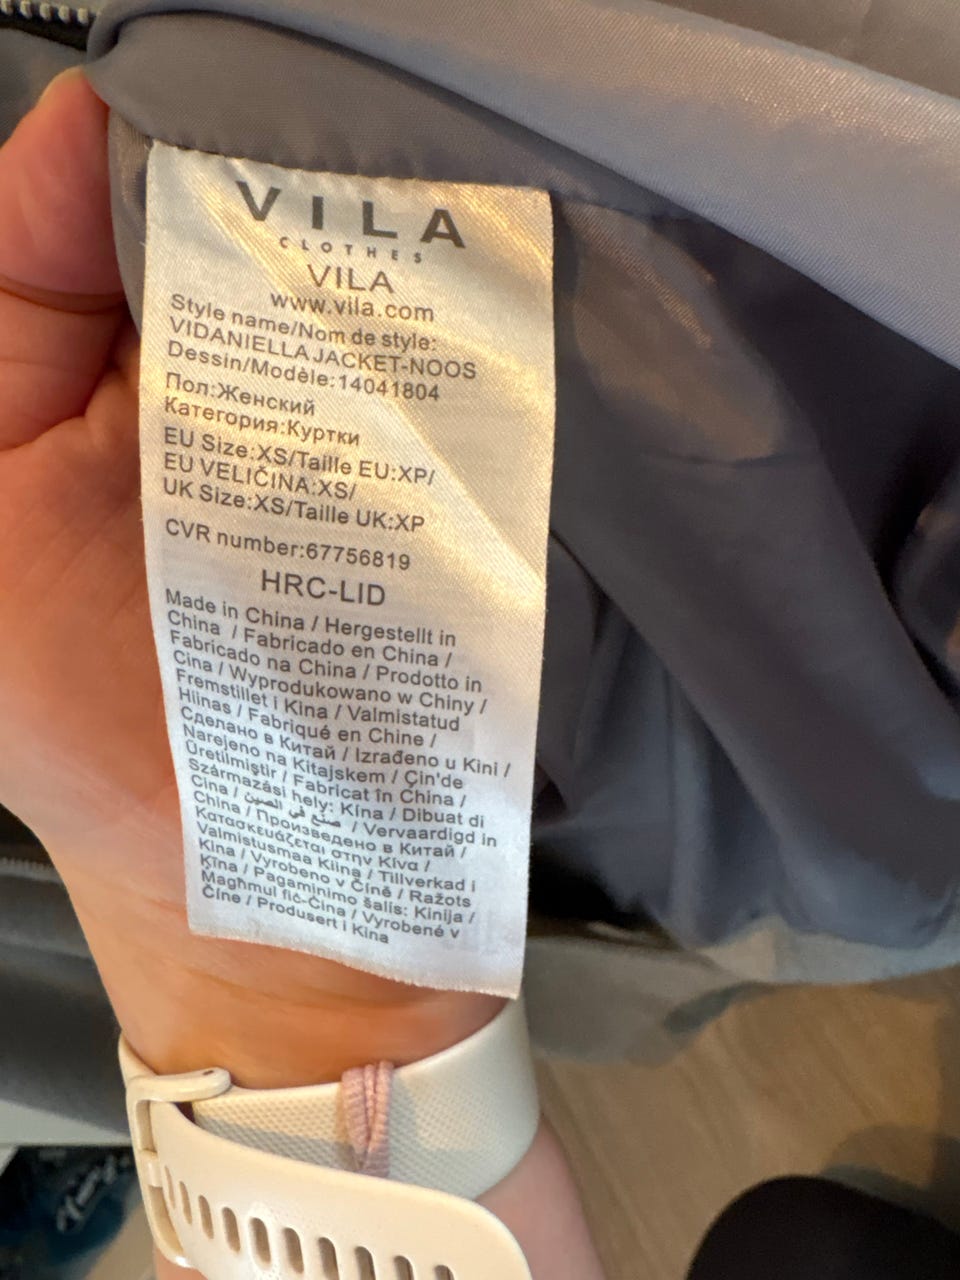 VILA
CLOTHES
VILA
www.vila.com
Style name/Nom de style:
VIDANIELLA JACKET-NOOS
Dessin/Modèle:14041804
Пол:Женский
Категория:Куртки
EU Size:XS/Taille EU:XP/
EU VELIČINA:XS/
UK Size:XS/Taille UK:XP
CVR number:67756819
HRC-LID
Made in China / Hergestellt in
China / Fabricado en China /
Fabricado na China / Prodotto in
Cina / Wyprodukowano w Chiny /
Fremstillet i Kina / Valmistatud
Hiinas / Fabriqué en Chine /
Сделано в Китай / Izrađeno u Kini /
Narejeno na Kitajskem / Çin'de
Üretilmiştir / Fabricat în China /
Származási hely: Kína / Dibuat di
Cina / صنع في الصين / Vervaardigd in
China / Произведено в Китай /
Κατασκευάζεται στην Κίνα /
Valmistusmaa Kiina / Tillverkad i
Kina / Vyrobeno v Číně / Ražots
Ķīna / Pagaminimo šalis: Kinija /
Magħmul fiċ-Ċina / Vyrobené v
Číne / Produsert i Kina